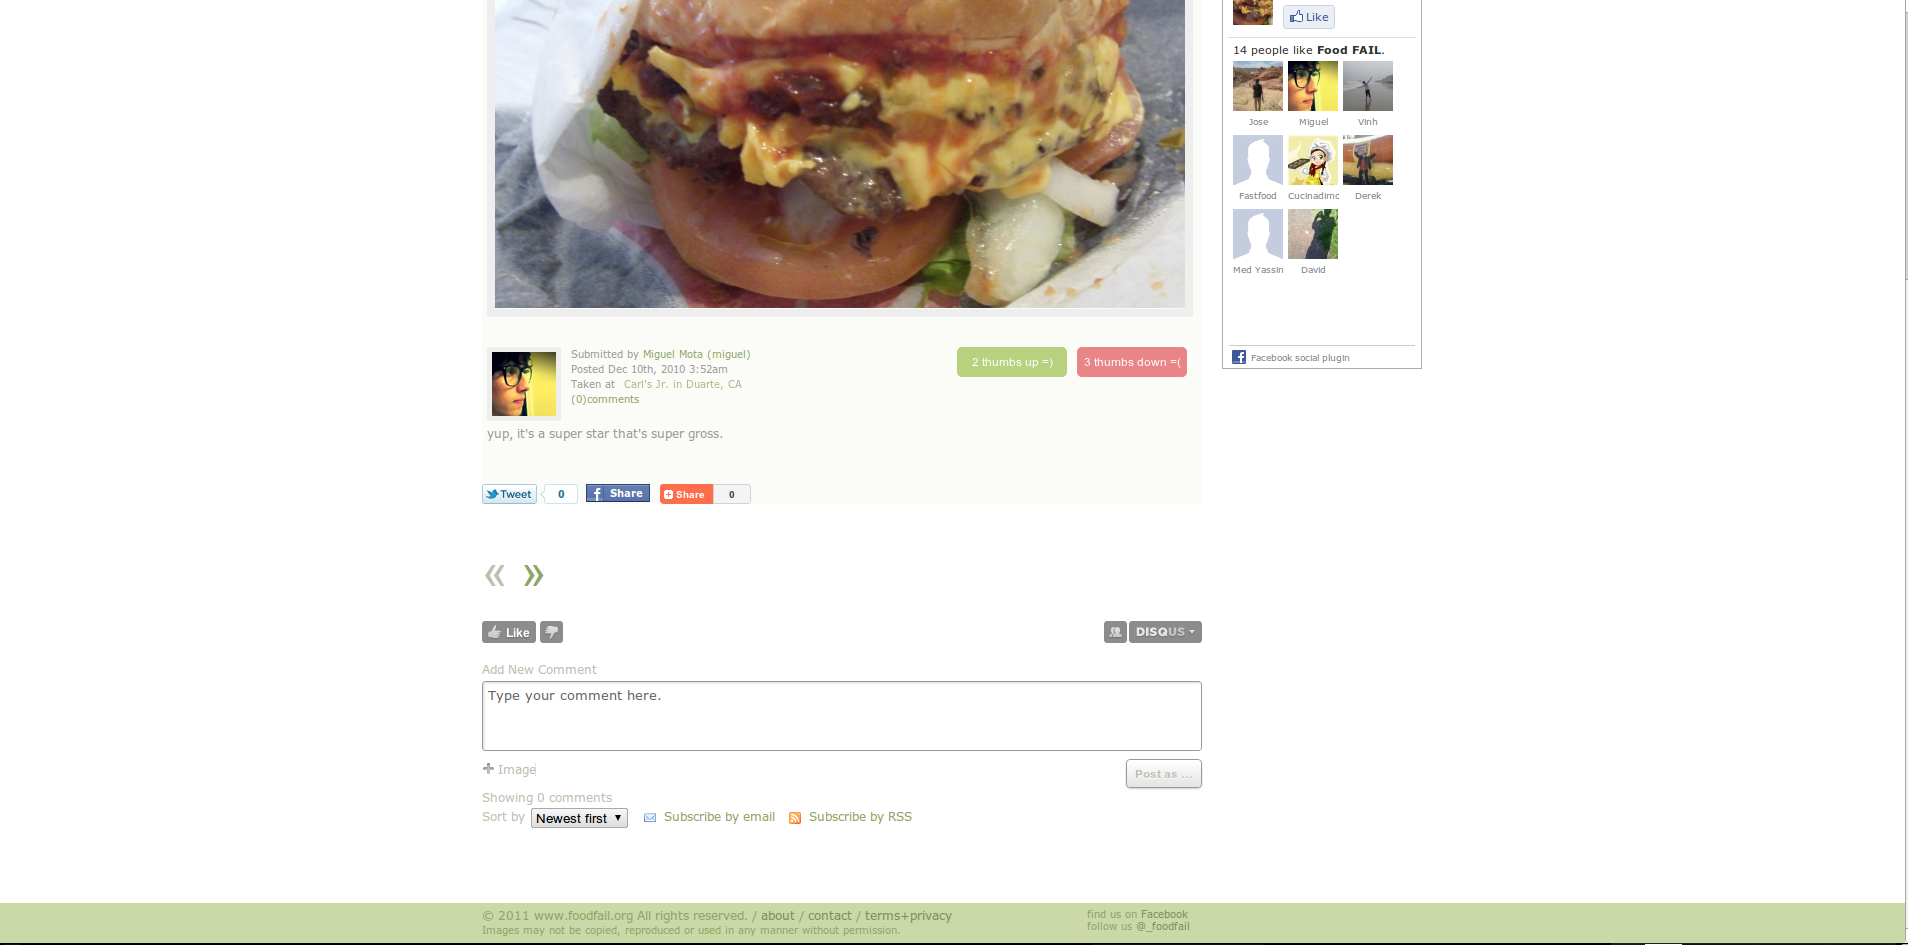 Like
14 people like Food FAIL.
Jose Miguel Vinh
Fastfood Cucinadimc Derek
Med Yassin David
Facebook social plugin
Submitted by Miguel Mota (miguel)
Posted Dec 10th, 2010 3:52am
Taken at Carl's Jr. in Duarte, CA
(0)comments
2 thumbs up =)
3 thumbs down =(
yup, it's a super star that's super gross.
Tweet 0 Share Share 0
« »
Like DISQUS
Add New Comment
Type your comment here.
Image
Post as ...
Showing 0 comments
Sort by Newest first Subscribe by email Subscribe by RSS
© 2011 www.foodfail.org All rights reserved. / about / contact / terms+privacy
Images may not be copied, reproduced or used in any manner without permission.
find us on Facebook
follow us @_foodfail